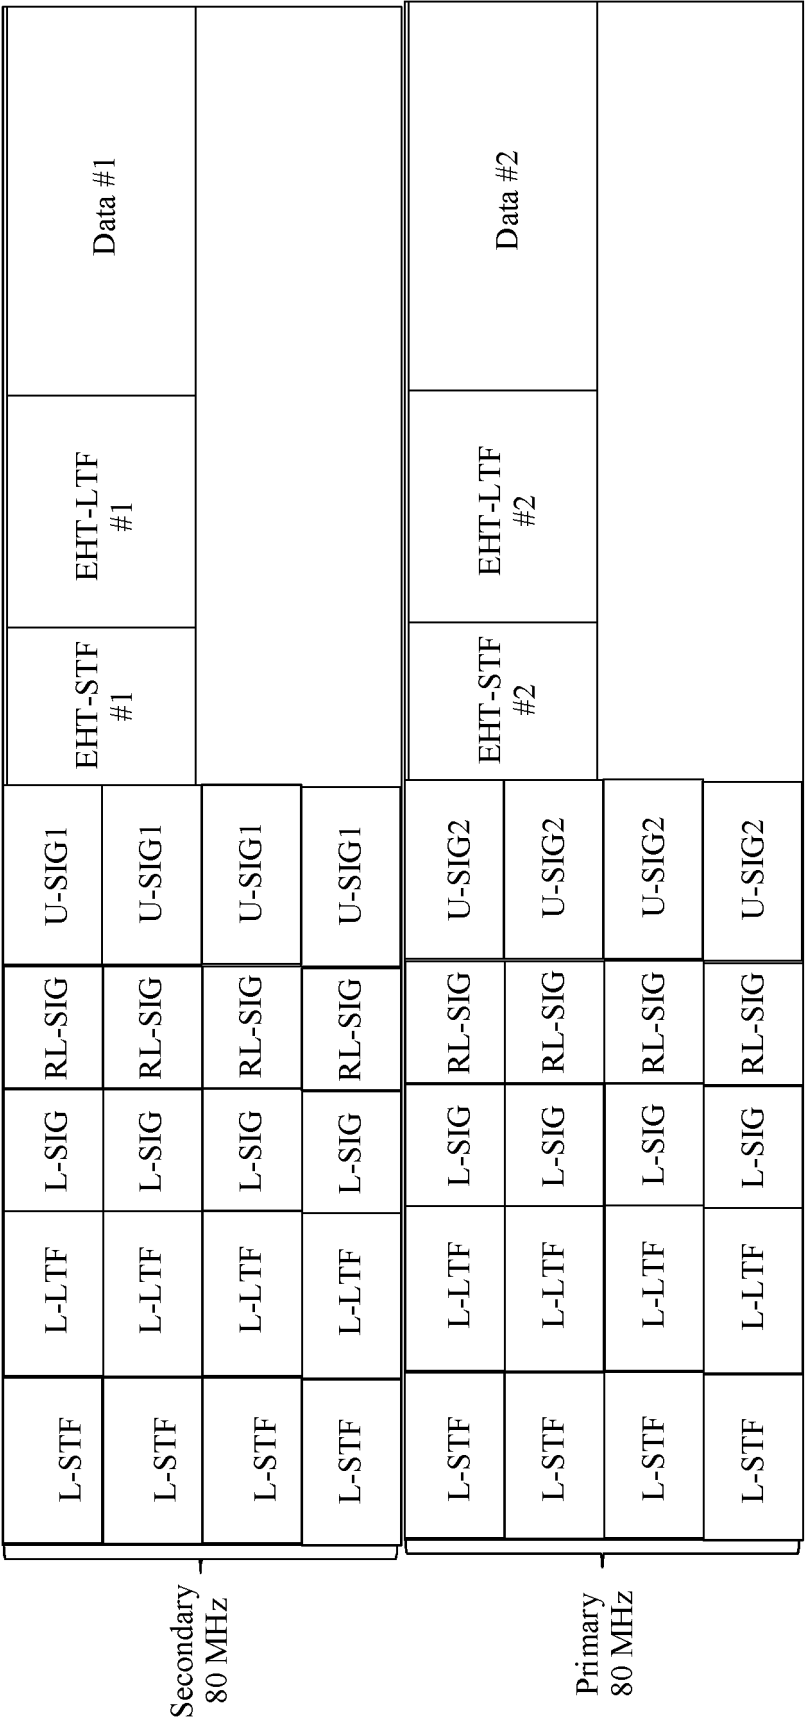 Secondary
80 MHz
L-STF
L-LTF
L-SIG
RL-SIG
U-SIG1
L-STF
L-LTF
L-SIG
RL-SIG
U-SIG1
EHT-STF
#1
EHT-LTF
#1
Data #1
L-STF
L-LTF
L-SIG
RL-SIG
U-SIG1
L-STF
L-LTF
L-SIG
RL-SIG
U-SIG1
Primary
80 MHz
L-STF
L-LTF
L-SIG
RL-SIG
U-SIG2
L-STF
L-LTF
L-SIG
RL-SIG
U-SIG2
EHT-STF
#2
EHT-LTF
#2
Data #2
L-STF
L-LTF
L-SIG
RL-SIG
U-SIG2
L-STF
L-LTF
L-SIG
RL-SIG
U-SIG2